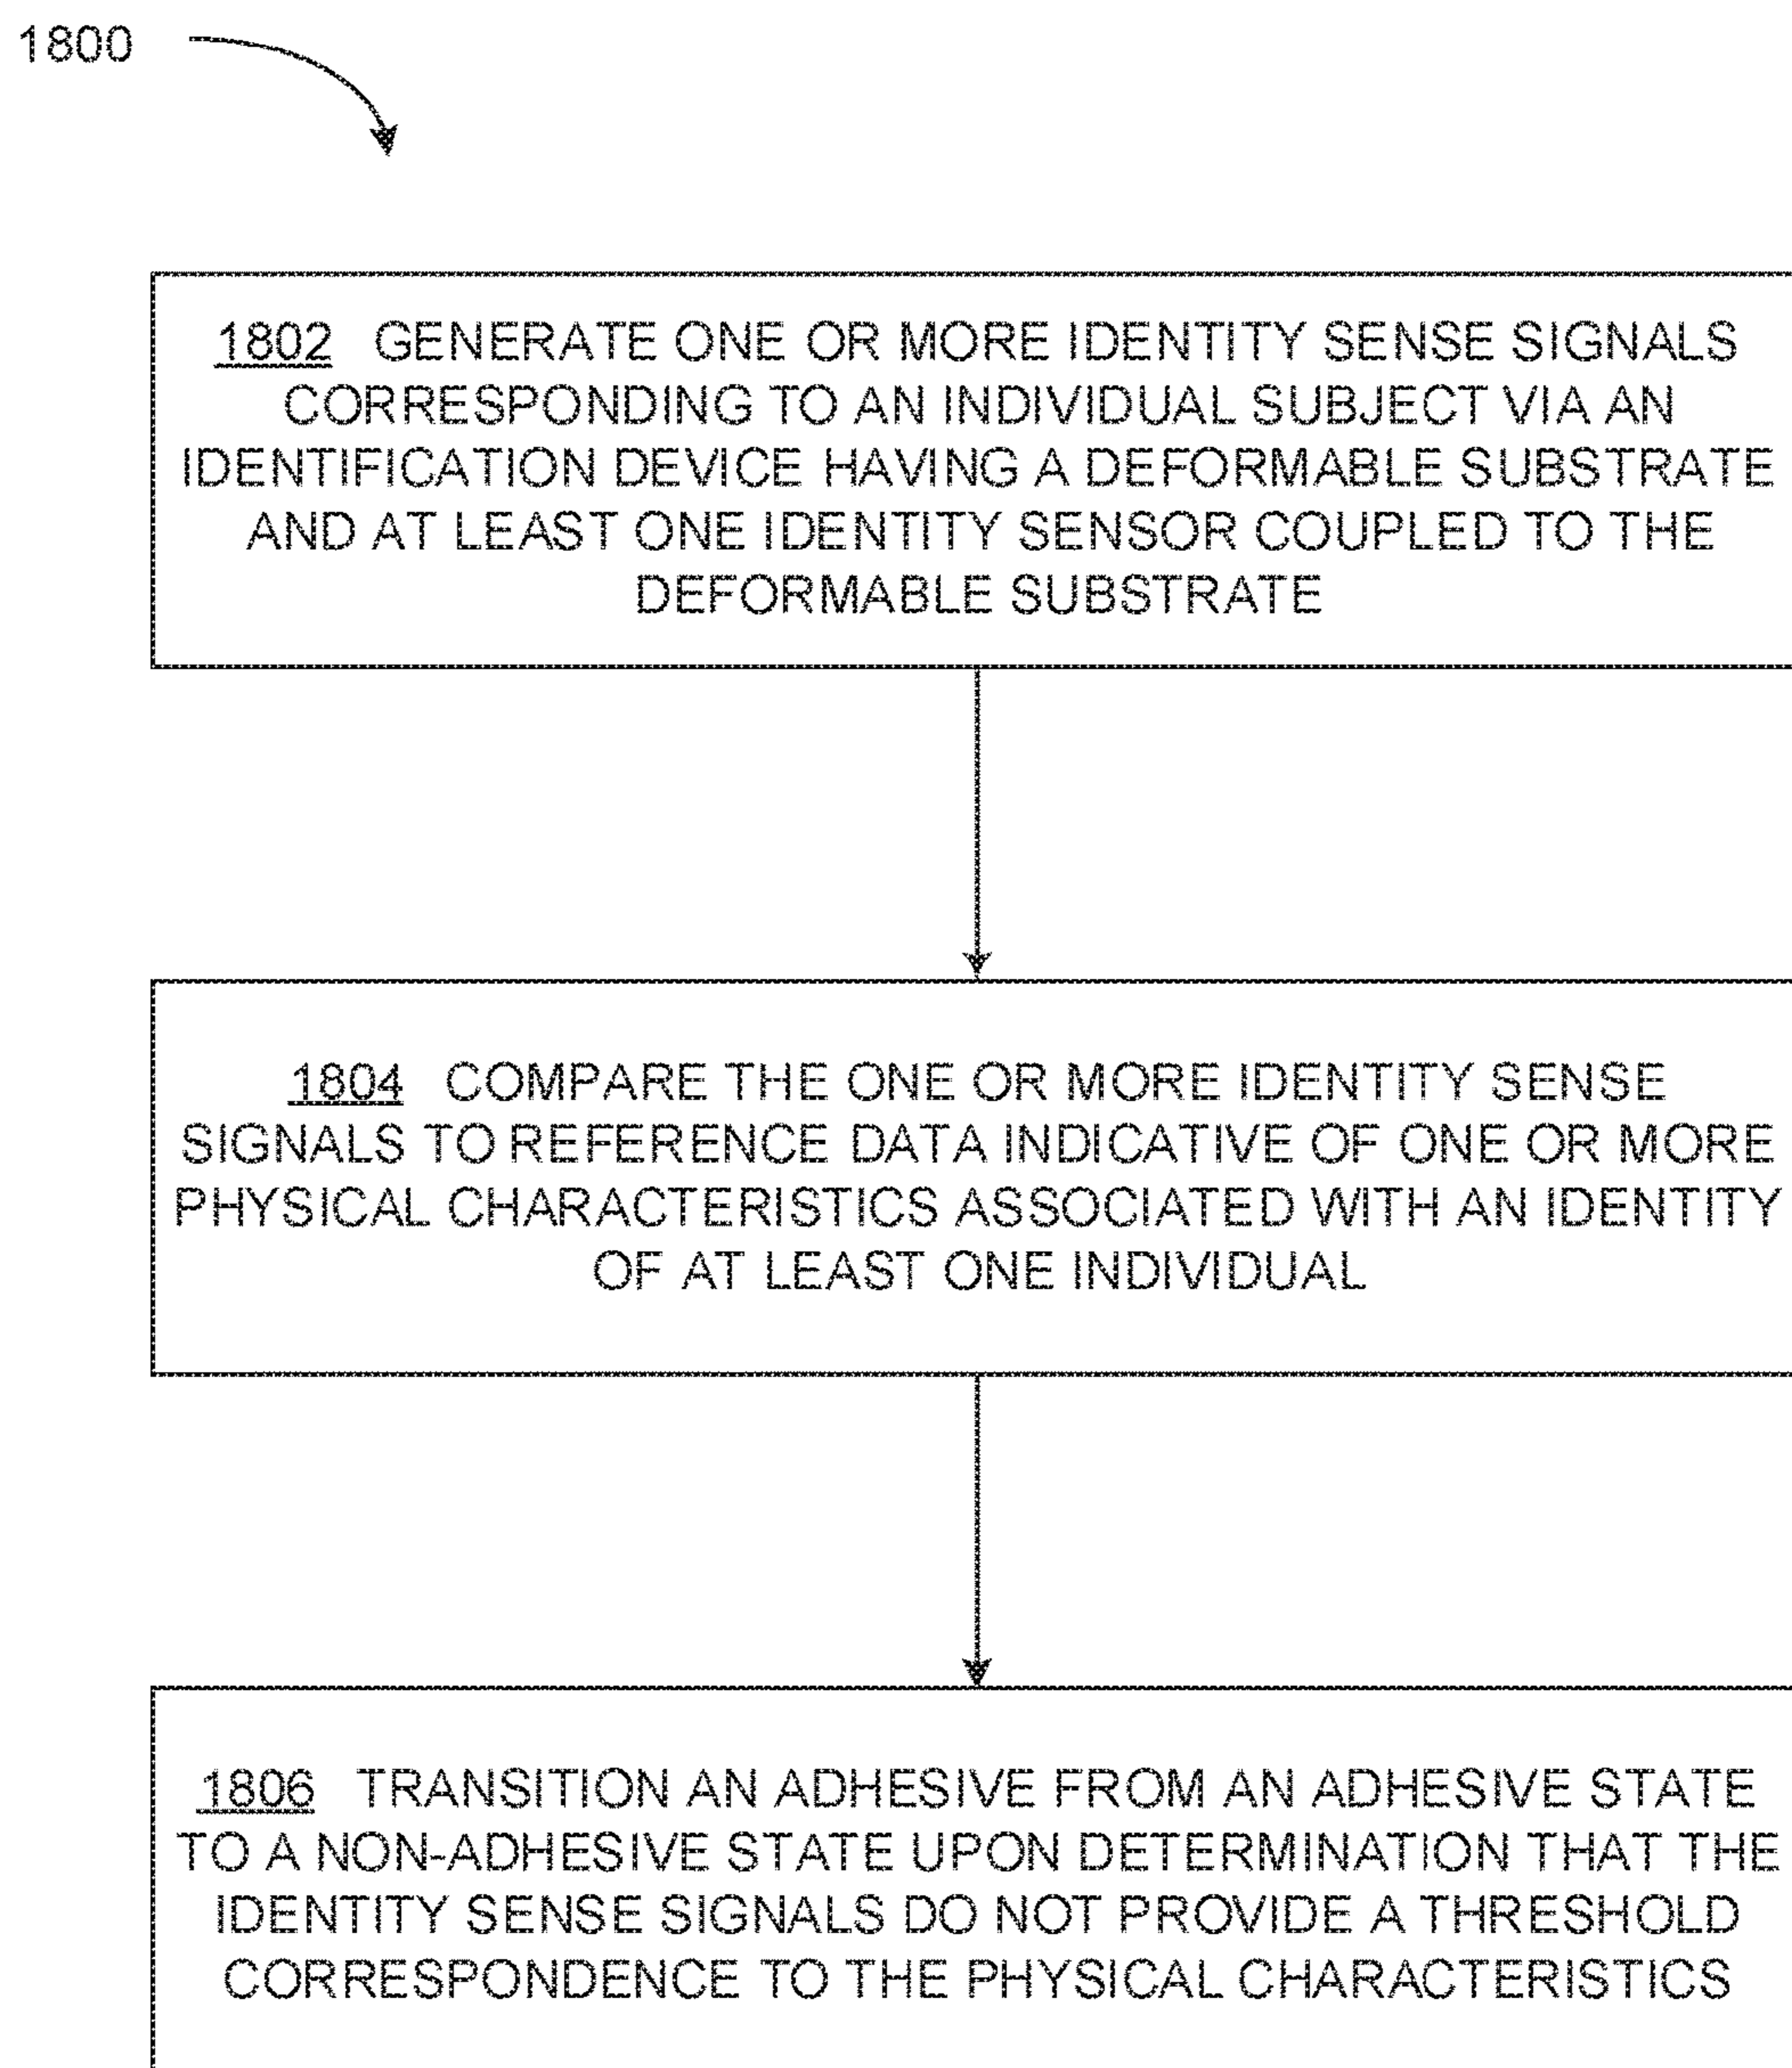 1800
1802 GENERATE ONE OR MORE IDENTITY SENSE SIGNALS
CORRESPONDING TO AN INDIVIDUAL SUBJECT VIA AN
IDENTIFICATION DEVICE HAVING A DEFORMABLE SUBSTRATE
AND AT LEAST ONE IDENTITY SENSOR COUPLED TO THE
DEFORMABLE SUBSTRATE
1804 COMPARE THE ONE OR MORE IDENTITY SENSE
SIGNALS TO REFERENCE DATA INDICATIVE OF ONE OR MORE
PHYSICAL CHARACTERISTICS ASSOCIATED WITH AN IDENTITY
OF AT LEAST ONE INDIVIDUAL
1806 TRANSITION AN ADHESIVE FROM AN ADHESIVE STATE
TO A NON-ADHESIVE STATE UPON DETERMINATION THAT THE
IDENTITY SENSE SIGNALS DO NOT PROVIDE A THRESHOLD
CORRESPONDENCE TO THE PHYSICAL CHARACTERISTICS